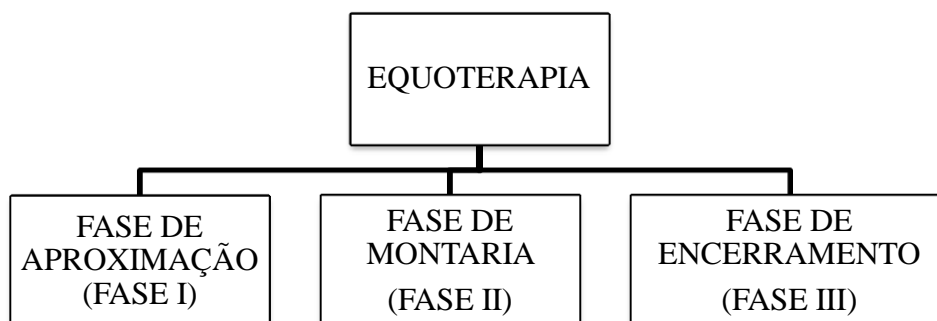 EQUOTERAPIA
FASE DE
APROXIMAÇÃO
(FASE I)
FASE DE
MONTARIA
(FASE II)
FASE DE
ENCERRAMENTO
(FASE III)